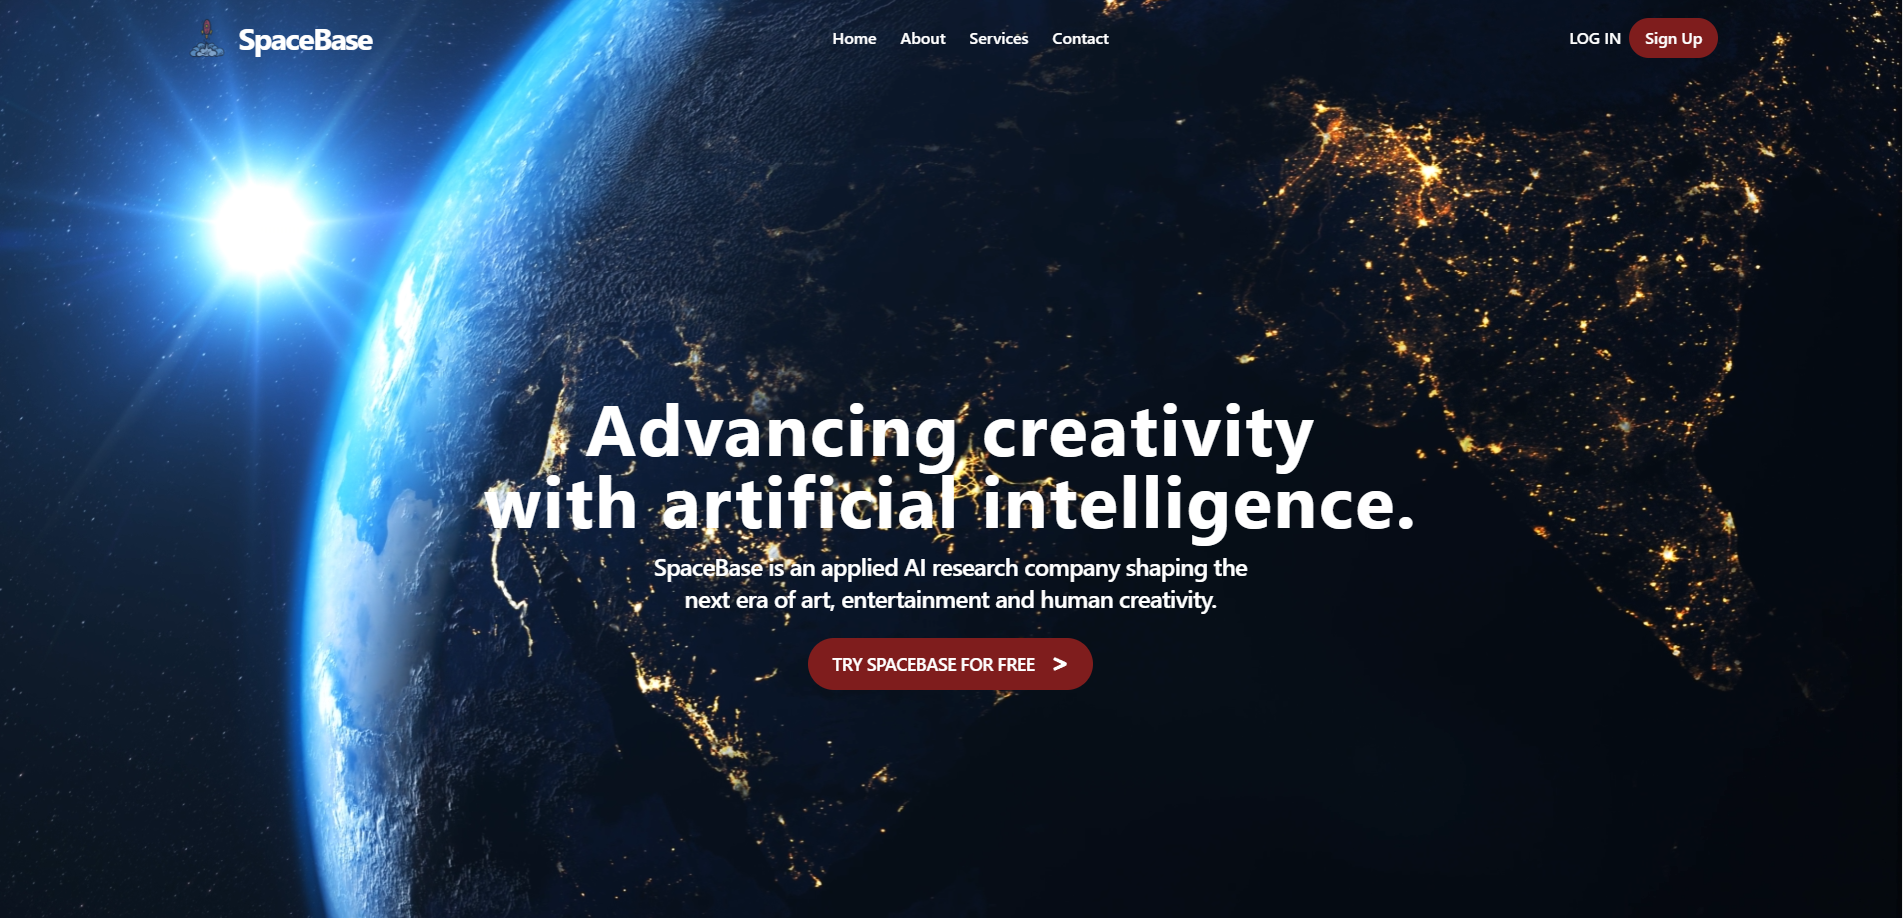 SpaceBase
Home About Services Contact
LOG IN Sign Up
Advancing creativity
with artificial intelligence.
SpaceBase is an applied AI research company shaping the
next era of art, entertainment and human creativity.
TRY SPACEBASE FOR FREE >